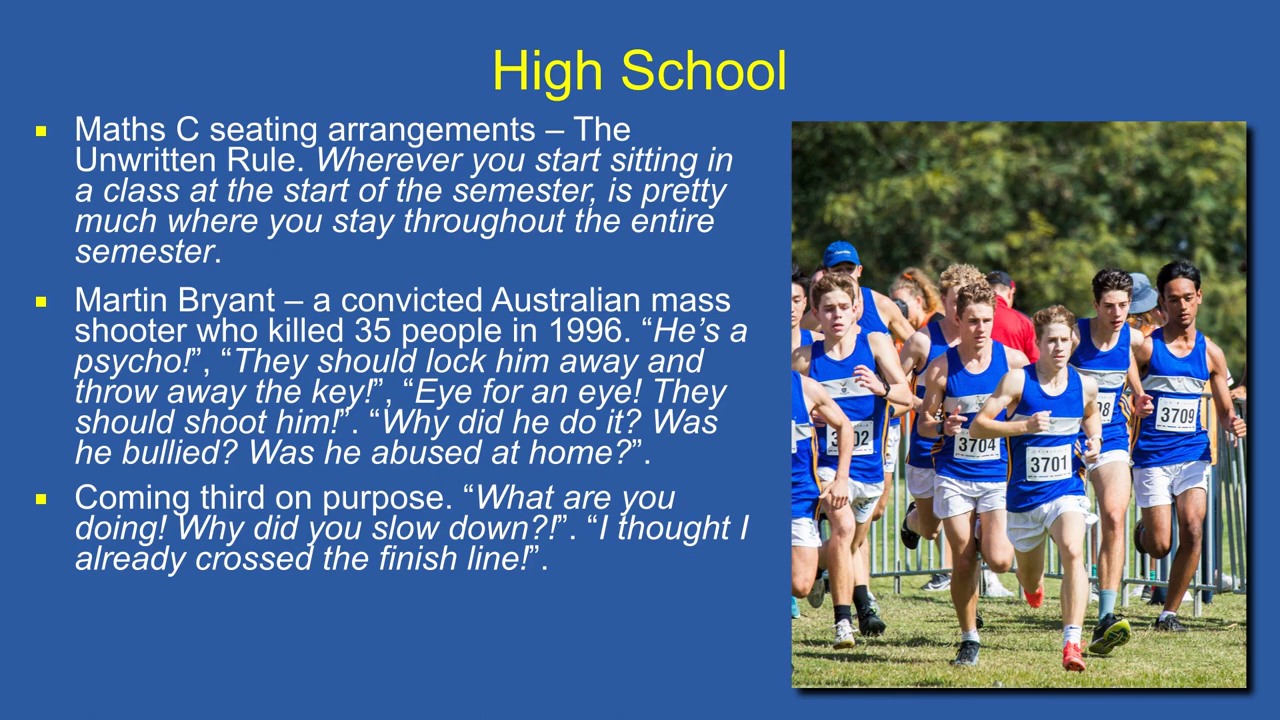 High School
Maths C seating arrangements – The
Unwritten Rule. Wherever you start sitting in
a class at the start of the semester, is pretty
much where you stay throughout the entire
semester.
Martin Bryant – a convicted Australian mass
shooter who killed 35 people in 1996. “He’s a
psycho!”, “They should lock him away and
throw away the key!”, “Eye for an eye! They
should shoot him!”. “Why did he do it? Was
he bullied? Was he abused at home?”.
Coming third on purpose. “What are you
doing! Why did you slow down?!”. “I thought I
already crossed the finish line!”.
3704
3701
3709